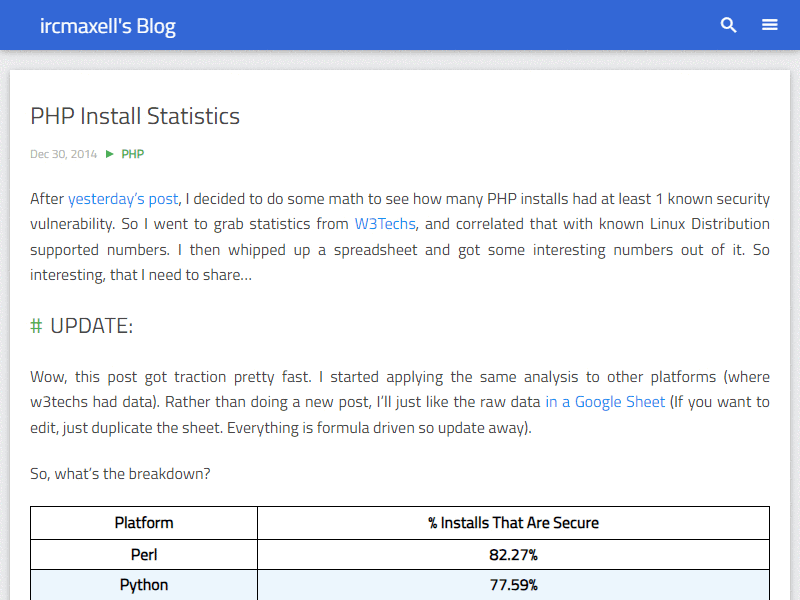 ircmaxell's Blog
PHP Install Statistics
Dec 30, 2014 ► PHP
After yesterday's post, I decided to do some math to see how many PHP installs had at least 1 known security
vulnerability. So I went to grab statistics from W3Techs, and correlated that with known Linux Distribution
supported numbers. I then whipped up a spreadsheet and got some interesting numbers out of it. So
interesting, that I need to share…
# UPDATE:
Wow, this post got traction pretty fast. I started applying the same analysis to other platforms (where
w3techs had data). Rather than doing a new post, I'll just like the raw data in a Google Sheet (If you want to
edit, just duplicate the sheet. Everything is formula driven so update away).
So, what's the breakdown?
Platform % Installs That Are Secure
Perl 82.27%
Python 77.59%